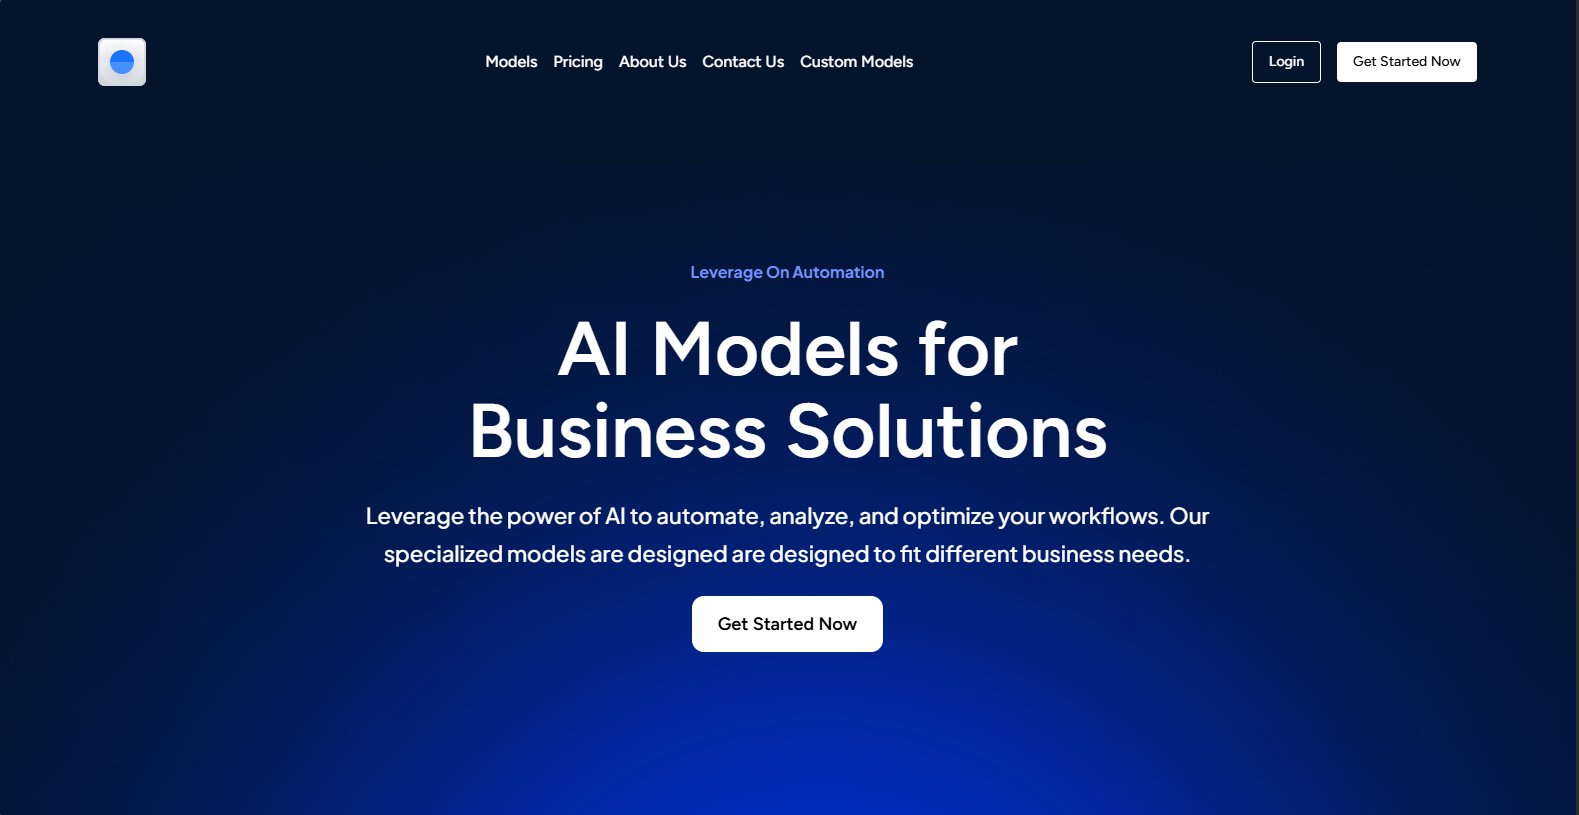 Models Pricing About Us Contact Us Custom Models Login Get Started Now
Leverage On Automation
AI Models for
Business Solutions
Leverage the power of AI to automate, analyze, and optimize your workflows. Our
specialized models are designed are designed to fit different business needs.
Get Started Now